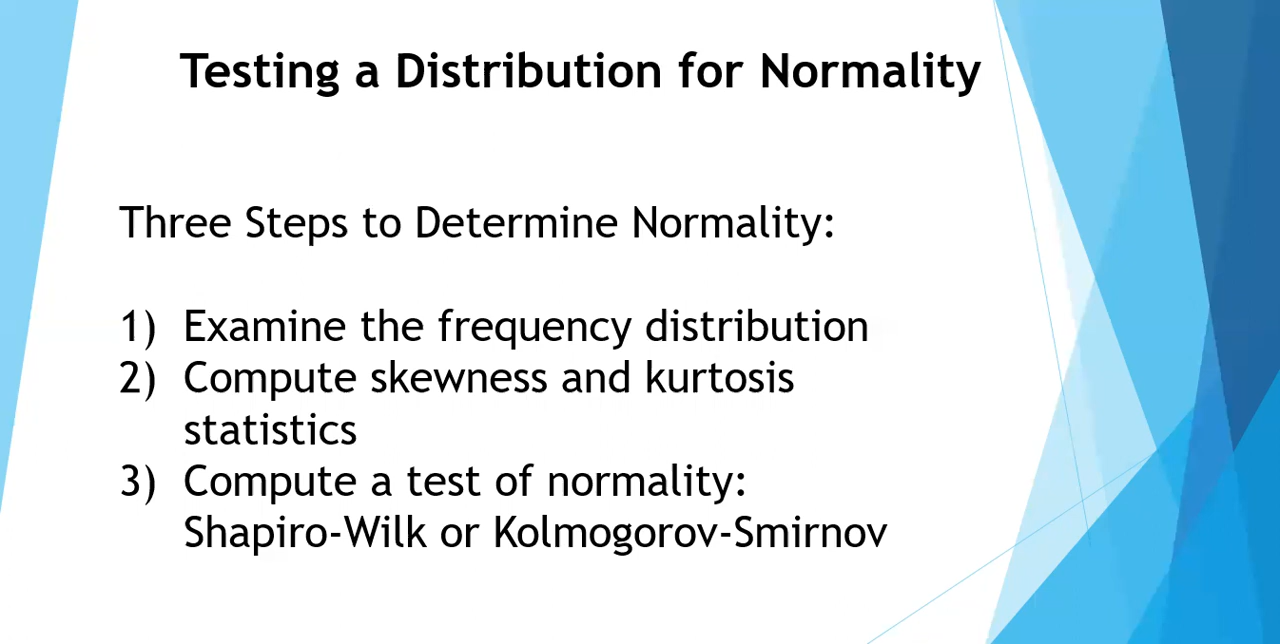 Testing a Distribution for Normality
Three Steps to Determine Normality:
1) Examine the frequency distribution
2) Compute skewness and kurtosis
statistics
3) Compute a test of normality:
Shapiro-Wilk or Kolmogorov-Smirnov